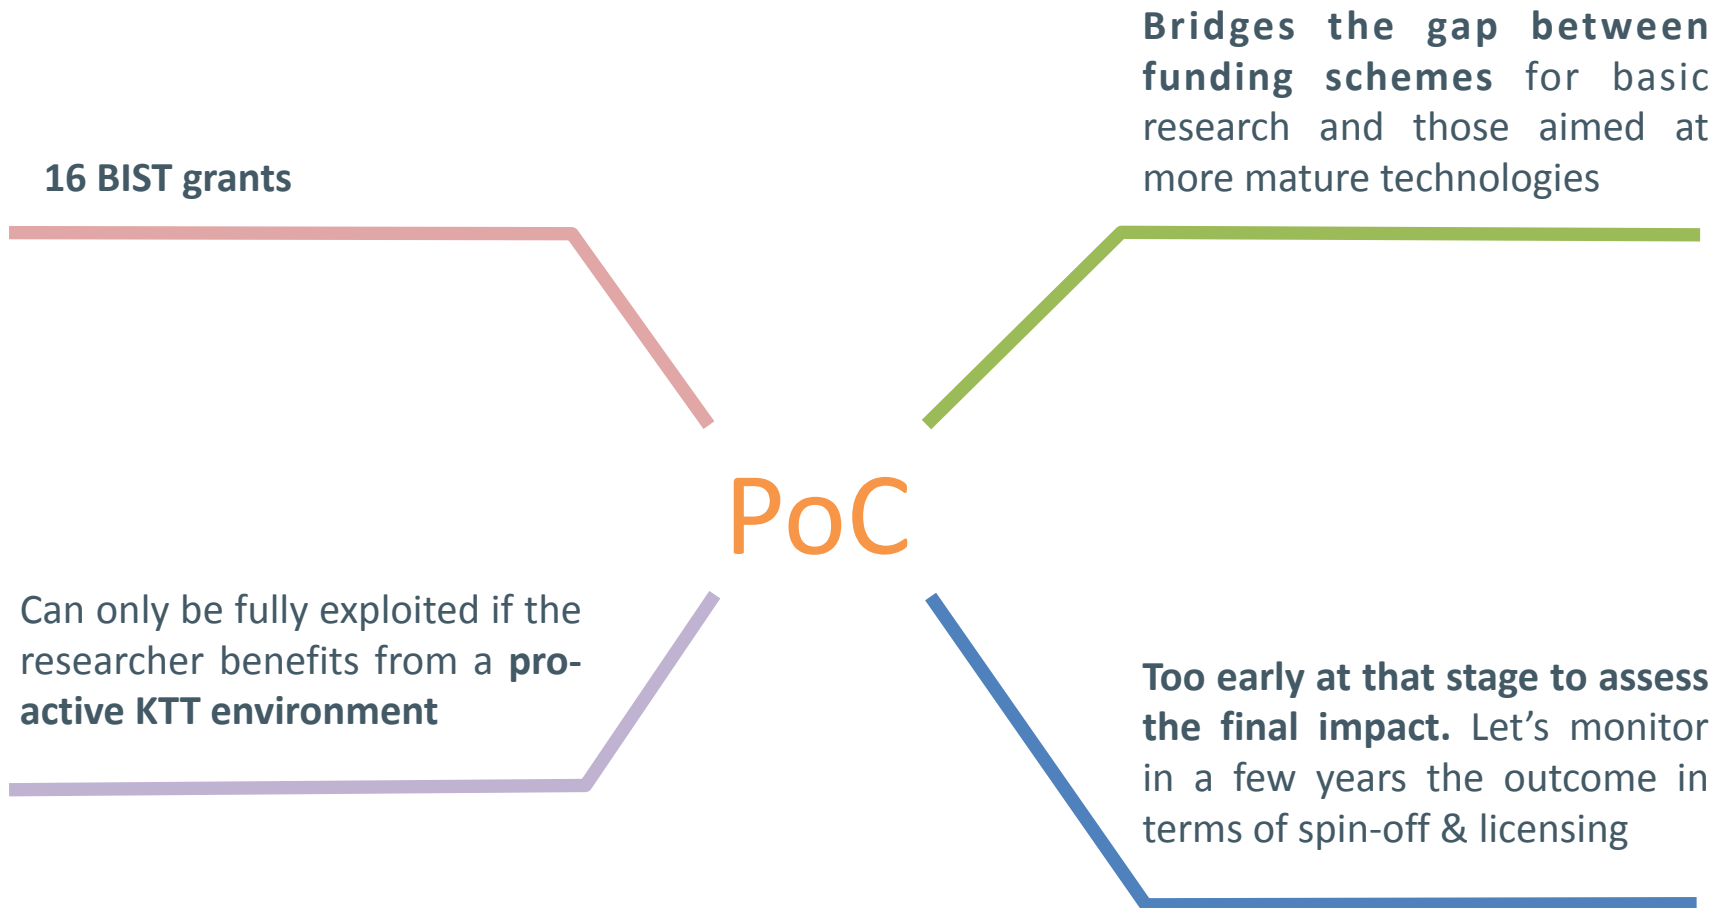 16 BIST grants
Bridges the gap between
funding schemes for basic
research and those aimed at
more mature technologies
PoC
Can only be fully exploited if the
researcher benefits from a pro-
active KTT environment
Too early at that stage to assess
the final impact. Let’s monitor
in a few years the outcome in
terms of spin-off & licensing